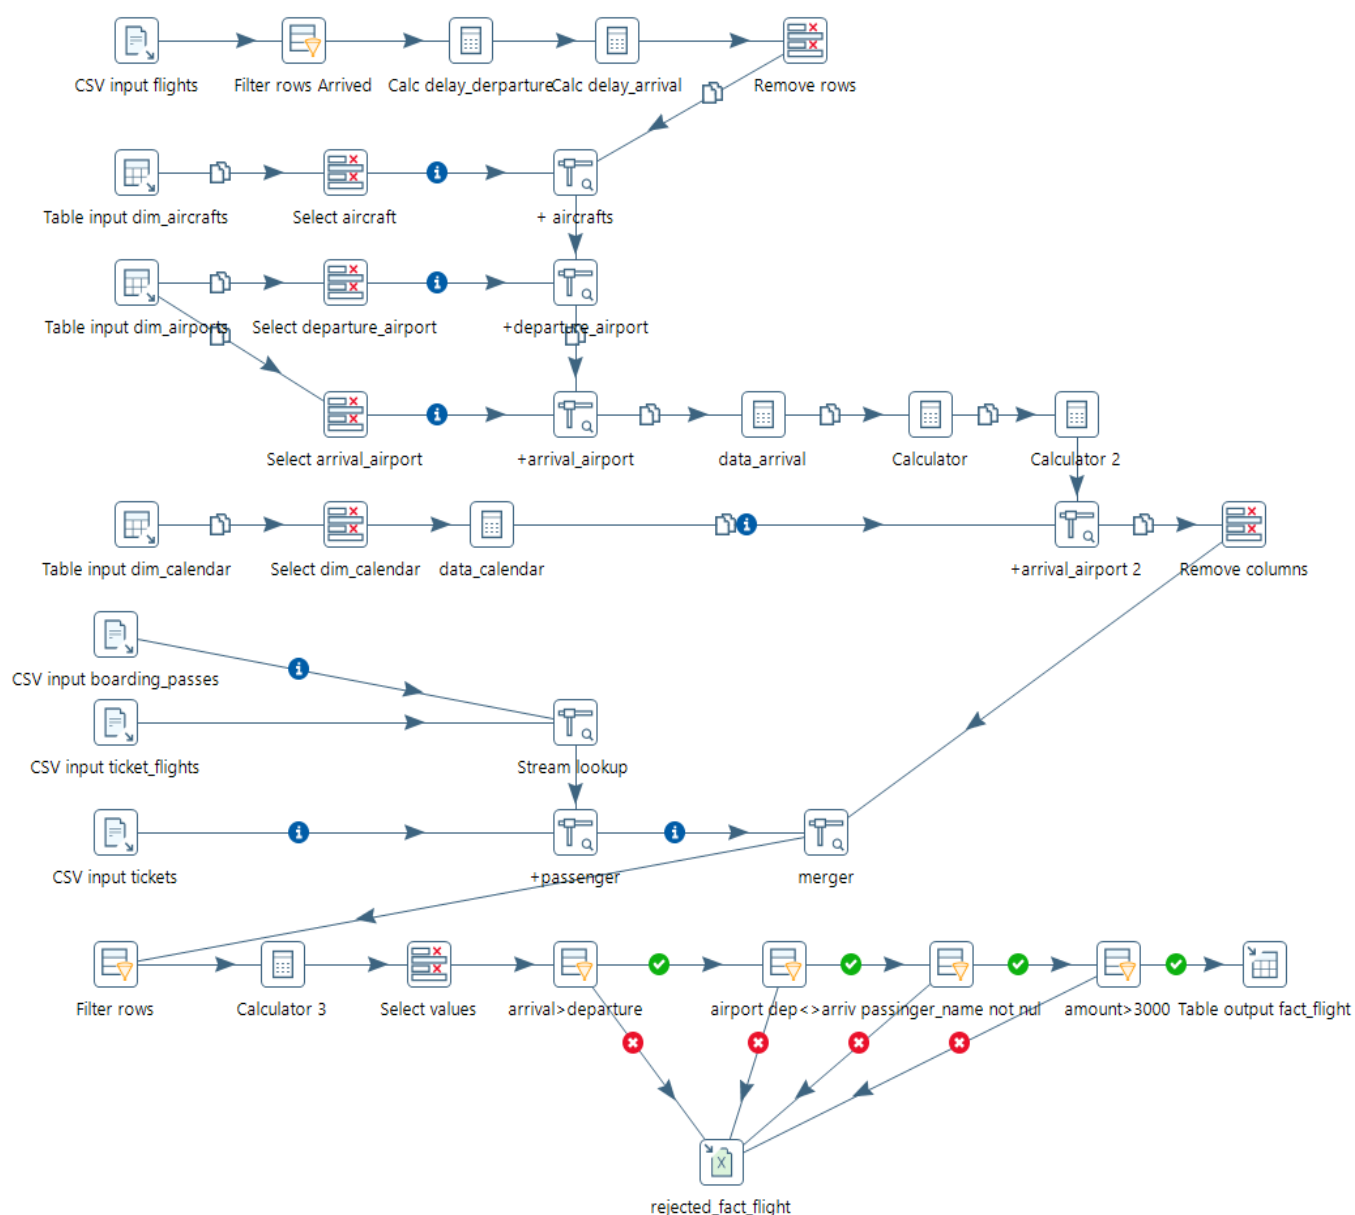 CSV input flights
Filter rows Arrived
Calc delay_derparture
Calc delay_arrival
Remove rows
Table input dim_aircrafts
Select aircraft
+ aircrafts
Table input dim_airports
Select departure_airport
+departure_airport
Select arrival_airport
+arrival_airport
data_arrival
Calculator
Calculator 2
Table input dim_calendar
Select dim_calendar
data_calendar
+arrival_airport 2
Remove columns
CSV input boarding_passes
CSV input ticket_flights
Stream lookup
CSV input tickets
+passenger
merger
Filter rows
Calculator 3
Select values
arrival>departure
airport dep<>arriv
passinger_name not nul
amount>3000
Table output fact_flight
rejected_fact_flight